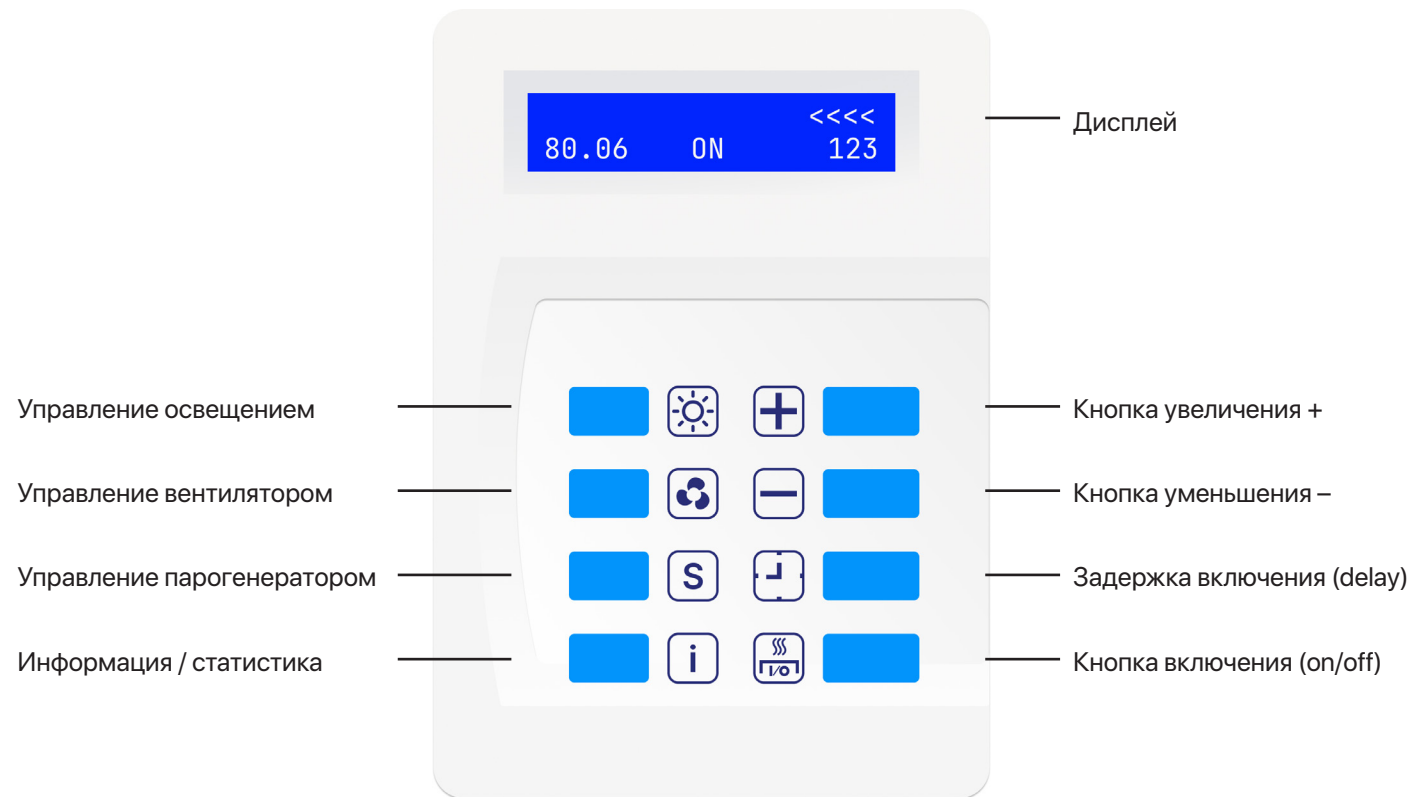 <<<<
80.06 ON 123
Дисплей
Управление освещением
Кнопка увеличения +
Управление вентилятором
Кнопка уменьшения –
Управление парогенератором
S
Задержка включения (delay)
Информация / статистика
i
I/O
Кнопка включения (on/off)